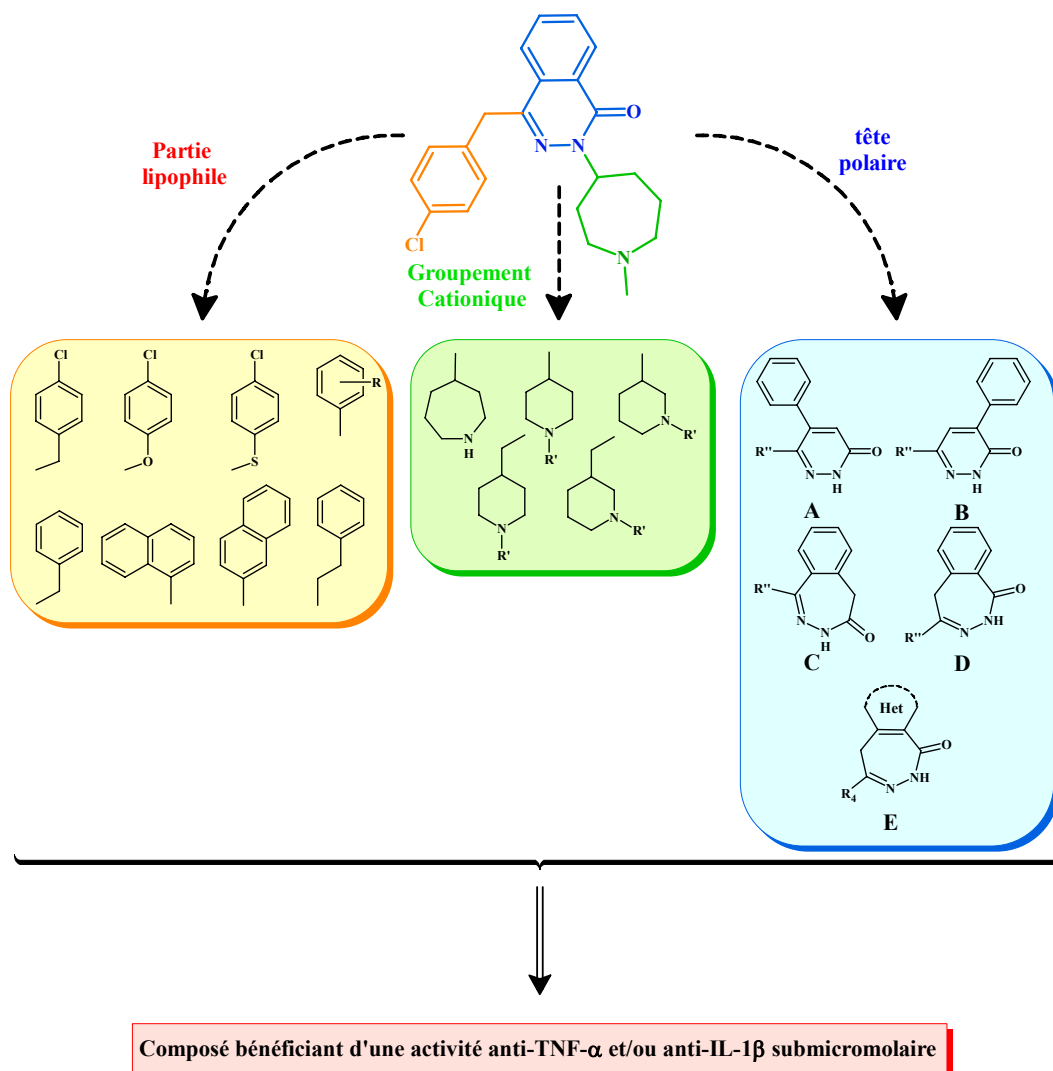 O
N
N
Cl
N
Partie
lipophile
tête
polaire
Groupement
Cationique
Cl
Cl
Cl
R
O
S
N
H
N
R'
N
R'
N
R'
N
R'
R''
N
N
H
O
A
R''
N
N
H
O
B
R''
N
N
H
O
C
R''
N
NH
O
D
Het
O
N
NH
R4
E
Composé bénéficiant d'une activité anti-TNF-α et/ou anti-IL-1β submicromolaire